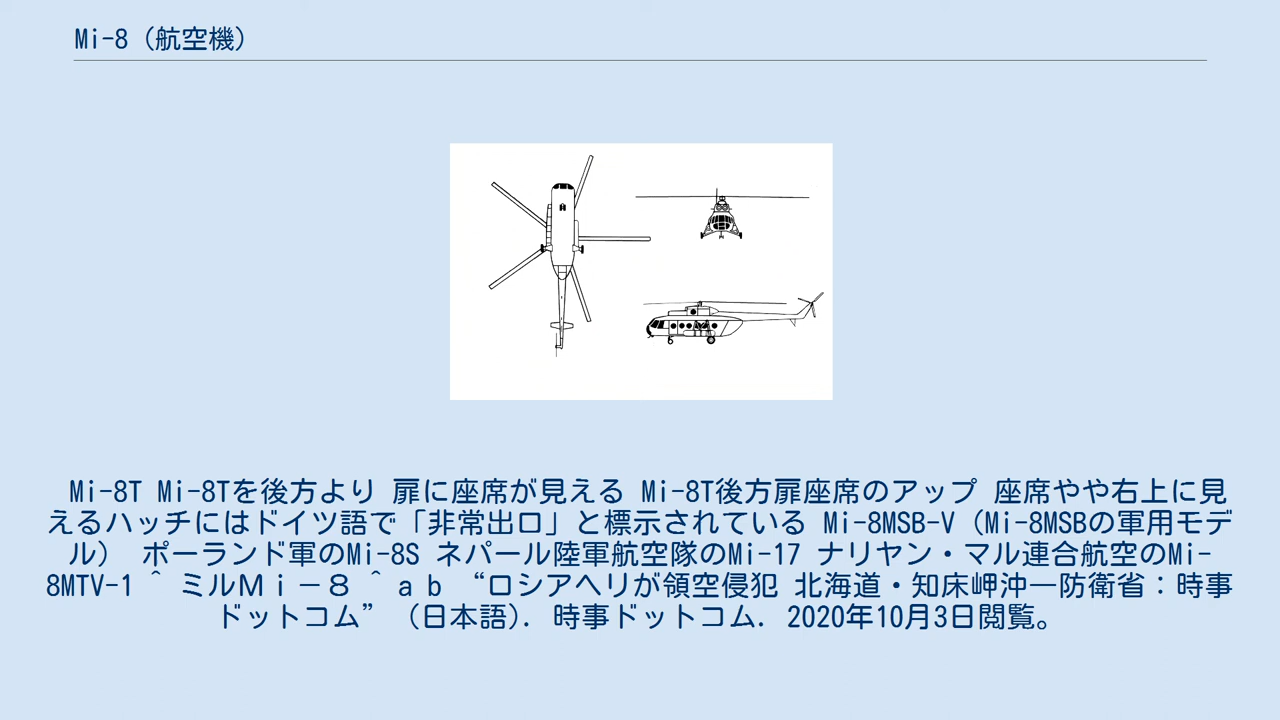 Mi-8（航空機）
Mi-8T Mi-8Tを後方より 扉に座席が見える Mi-8T後方扉座席のアップ 座席やや右上に見
えるハッチにはドイツ語で「非常出口」と標示されている Mi-8MSB-V（Mi-8MSBの軍用モデ
ル） ポーランド軍のMi-8S ネパール陸軍航空隊のMi-17 ナリヤン・マル連合航空のMi-
8MTV-1 ^ ミルＭｉ－８ ^ a b “ロシアヘリが領空侵犯 北海道・知床岬沖―防衛省：時事
ドットコム” （日本語）. 時事ドットコム. 2020年10月3日閲覧。